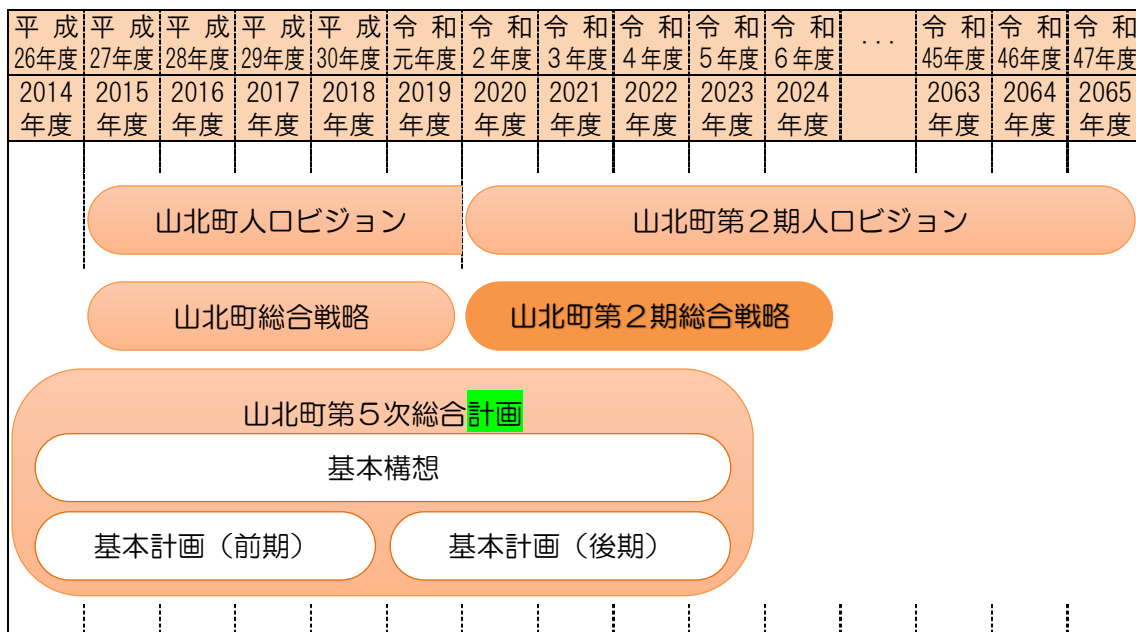 平成 平成 平成 平成 平成 令和 令和 令和 令和 令和 令和 ... 令和 令和 令和
26年度 27年度 28年度 29年度 30年度 元年度 2年度 3年度 4年度 5年度 6年度 45年度 46年度 47年度
2014 2015 2016 2017 2018 2019 2020 2021 2022 2023 2024 2063 2064 2065
年度 年度 年度 年度 年度 年度 年度 年度 年度 年度 年度 年度 年度 年度
山北町人口ビジョン 山北町第2期人口ビジョン
山北町総合戦略 山北町第2期総合戦略
山北町第5次総合計画
基本構想
基本計画(前期) 基本計画(後期)